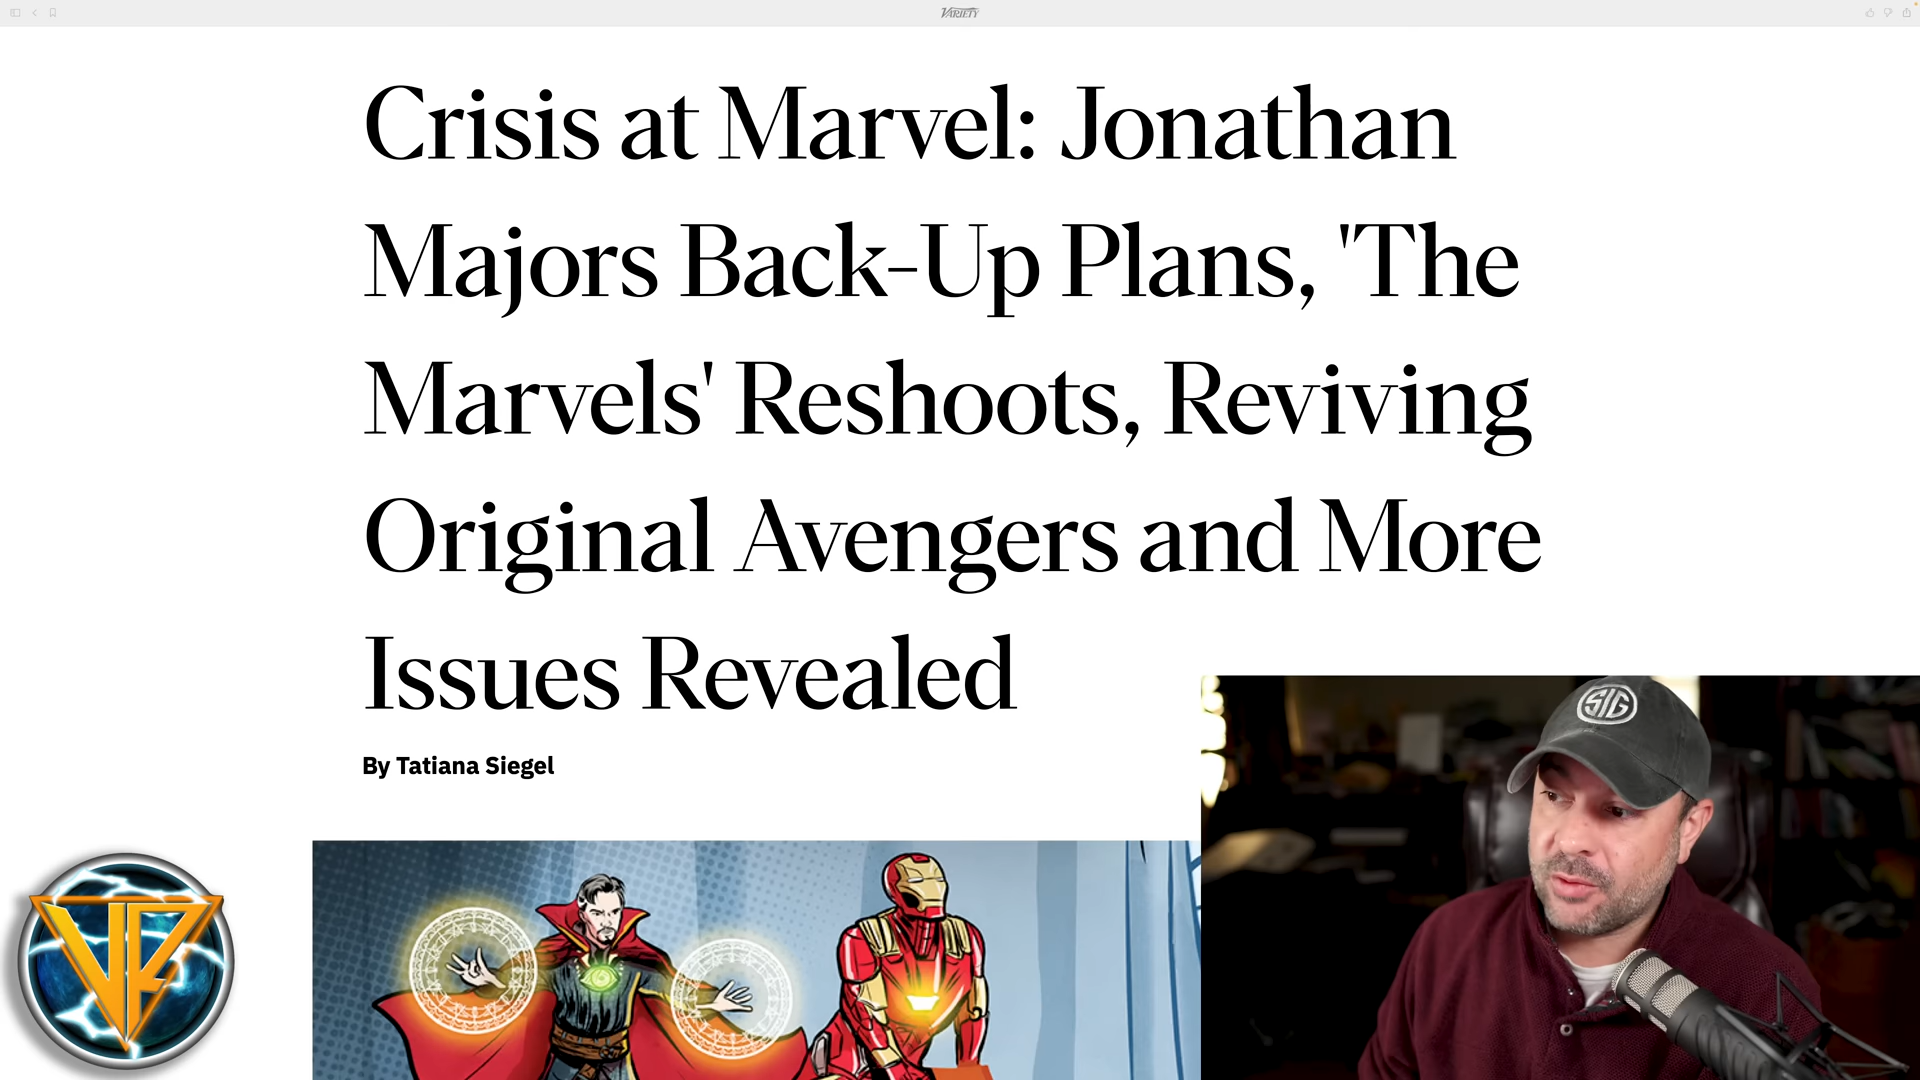 VARIETY
Crisis at Marvel: Jonathan
Majors Back-Up Plans, 'The
Marvels' Reshoots, Reviving
Original Avengers and More
Issues Revealed
By Tatiana Siegel
SIG
VR